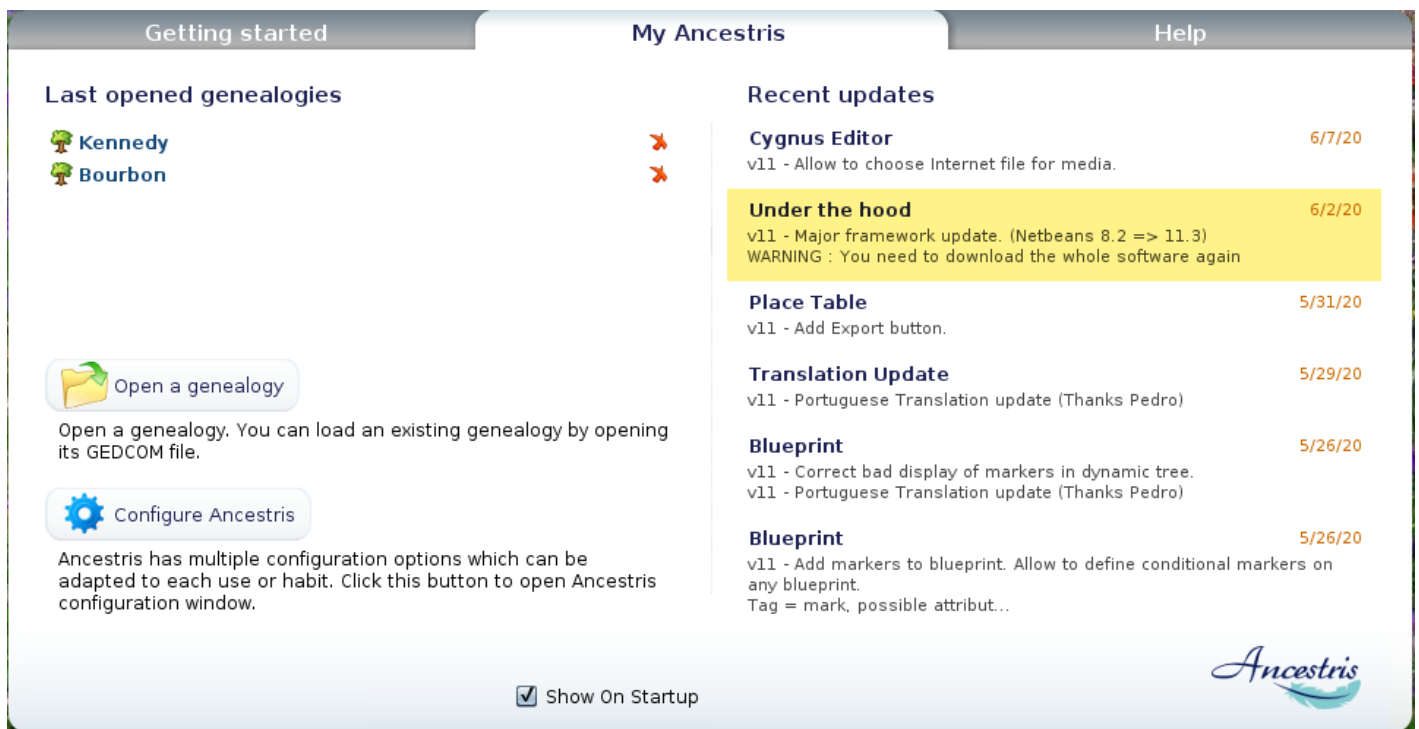 Getting started
My Ancestris
Help
Last opened genealogies
Kennedy
Bourbon
Open a genealogy
Open a genealogy. You can load an existing genealogy by opening
its GEDCOM file.
Configure Ancestris
Ancestris has multiple configuration options which can be
adapted to each use or habit. Click this button to open Ancestris
configuration window.
Recent updates
Cygnus Editor 6/7/20
v11 - Allow to choose Internet file for media.
Under the hood 6/2/20
v11 - Major framework update. (Netbeans 8.2 => 11.3)
WARNING : You need to download the whole software again
Place Table 5/31/20
v11 - Add Export button.
Translation Update 5/29/20
v11 - Portuguese Translation update (Thanks Pedro)
Blueprint 5/26/20
v11 - Correct bad display of markers in dynamic tree.
v11 - Portuguese Translation update (Thanks Pedro)
Blueprint 5/26/20
v11 - Add markers to blueprint. Allow to define conditional markers on
any blueprint.
Tag = mark, possible attribut...
Show On Startup
Ancestris